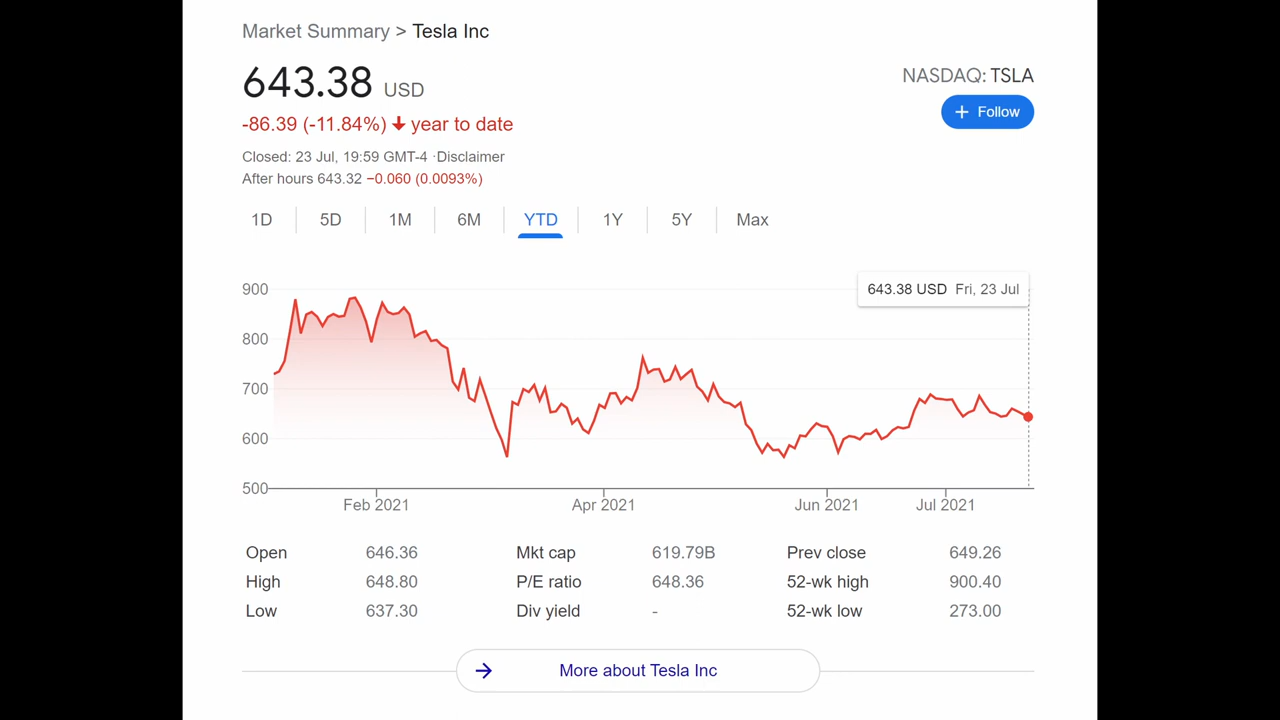 Market Summary > Tesla Inc
643.38 USD
NASDAQ: TSLA
+ Follow
-86.39 (-11.84%) ↓ year to date
Closed: 23 Jul, 19:59 GMT-4 ·Disclaimer
After hours 643.32 −0.060 (0.0093%)
1D 5D 1M 6M YTD 1Y 5Y Max
643.38 USD Fri, 23 Jul
900
800
700
600
500
Feb 2021 Apr 2021 Jun 2021 Jul 2021
Open 646.36 Mkt cap 619.79B Prev close 649.26
High 648.80 P/E ratio 648.36 52-wk high 900.40
Low 637.30 Div yield - 52-wk low 273.00
→ More about Tesla Inc